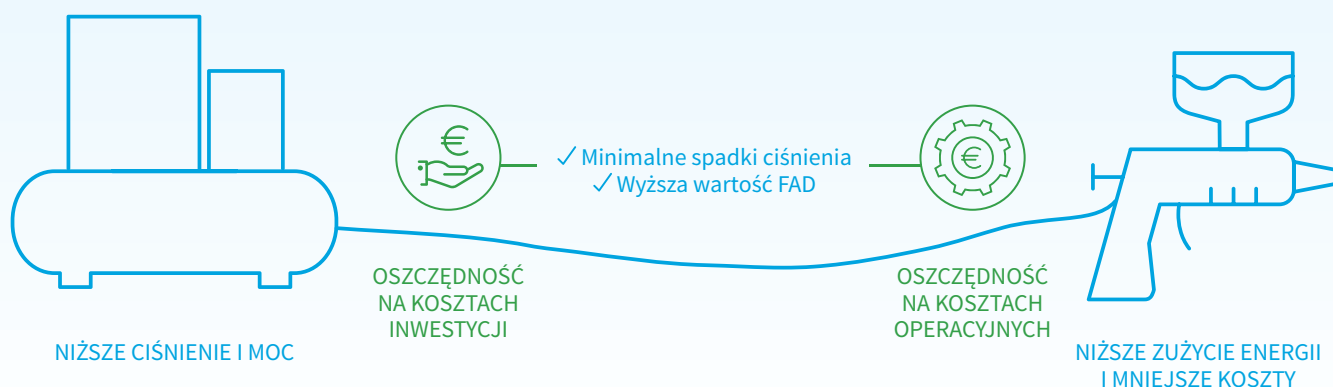 ✓ Minimalne spadki ciśnienia
✓ Wyższa wartość FAD
OSZCZĘDNOŚĆ
NA KOSZTACH
INWESTYCJI
OSZCZĘDNOŚĆ
NA KOSZTACH
OPERACYJNYCH
NIŻSZE CIŚNIENIE I MOC
NIŻSZE ZUŻYCIE ENERGII
I MNIEJSZE KOSZTY